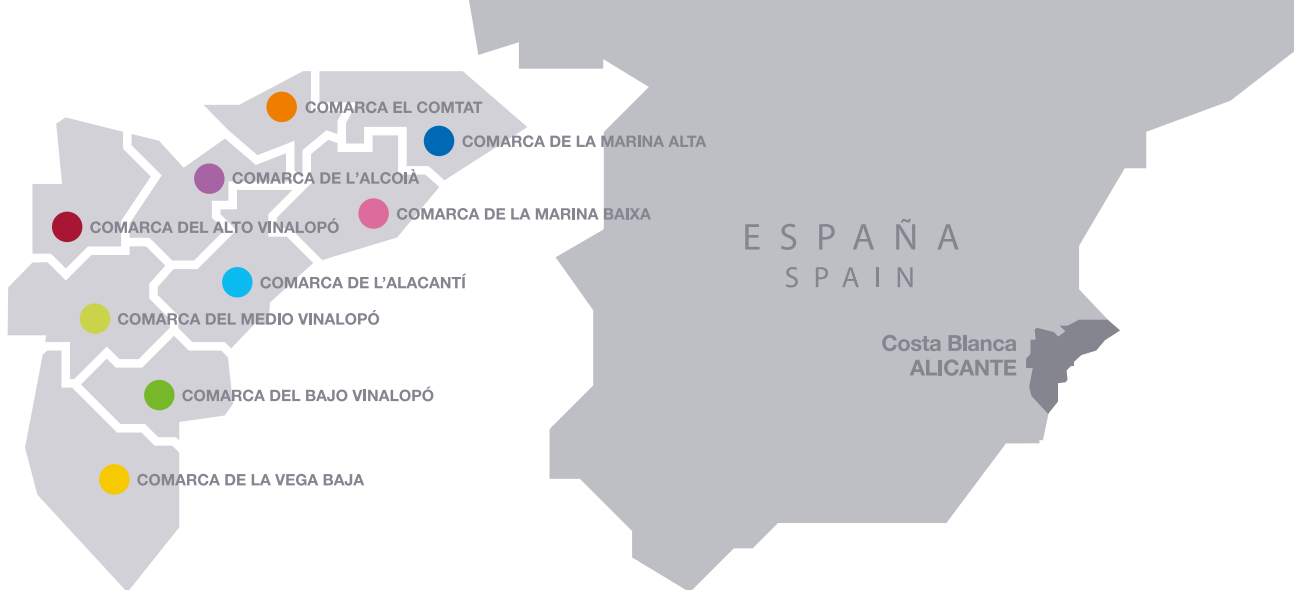 COMARCA EL COMTAT
COMARCA DE LA MARINA ALTA
COMARCA DE L'ALCOIÀ
COMARCA DE LA MARINA BAIXA
COMARCA DEL ALTO VINALOPÓ
COMARCA DE L'ALACANTÍ
COMARCA DEL MEDIO VINALOPÓ
COMARCA DEL BAJO VINALOPÓ
COMARCA DE LA VEGA BAJA
ESPAÑA
SPAIN
Costa Blanca
ALICANTE